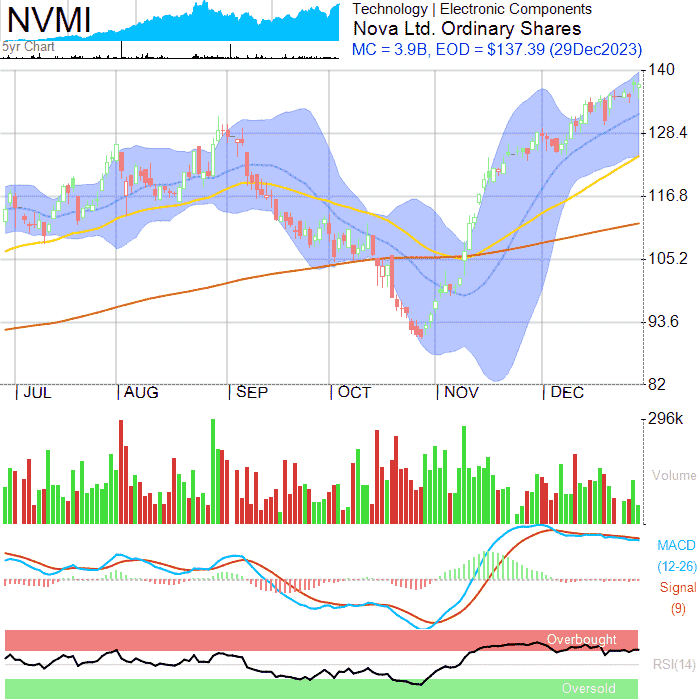 NVMI
5yr Chart
Technology | Electronic Components
Nova Ltd. Ordinary Shares
MC = 3.9B, EOD = $137.39 (29Dec2023)
140
128.4
116.8
105.2
93.6
82
JUL AUG SEP OCT NOV DEC
296k
Volume
MACD
(12-26)
Signal
(9)
Overbought
RSI(14)
Oversold